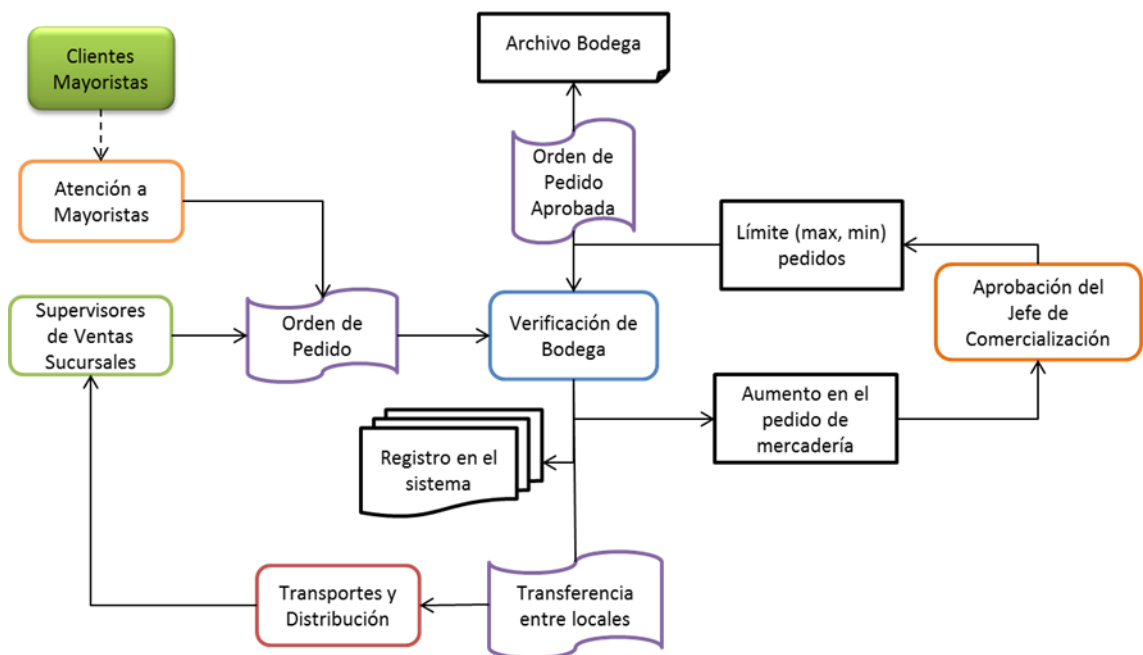 Clientes
Mayoristas
Archivo Bodega
Atención a
Mayoristas
Orden de
Pedido
Aprobada
Límite (max, min)
pedidos
Aprobación del
Jefe de
Comercialización
Supervisores
de Ventas
Sucursales
Orden de
Pedido
Verificación de
Bodega
Aumento en el
pedido de
mercadería
Registro en el
sistema
Transportes y
Distribución
Transferencia
entre locales